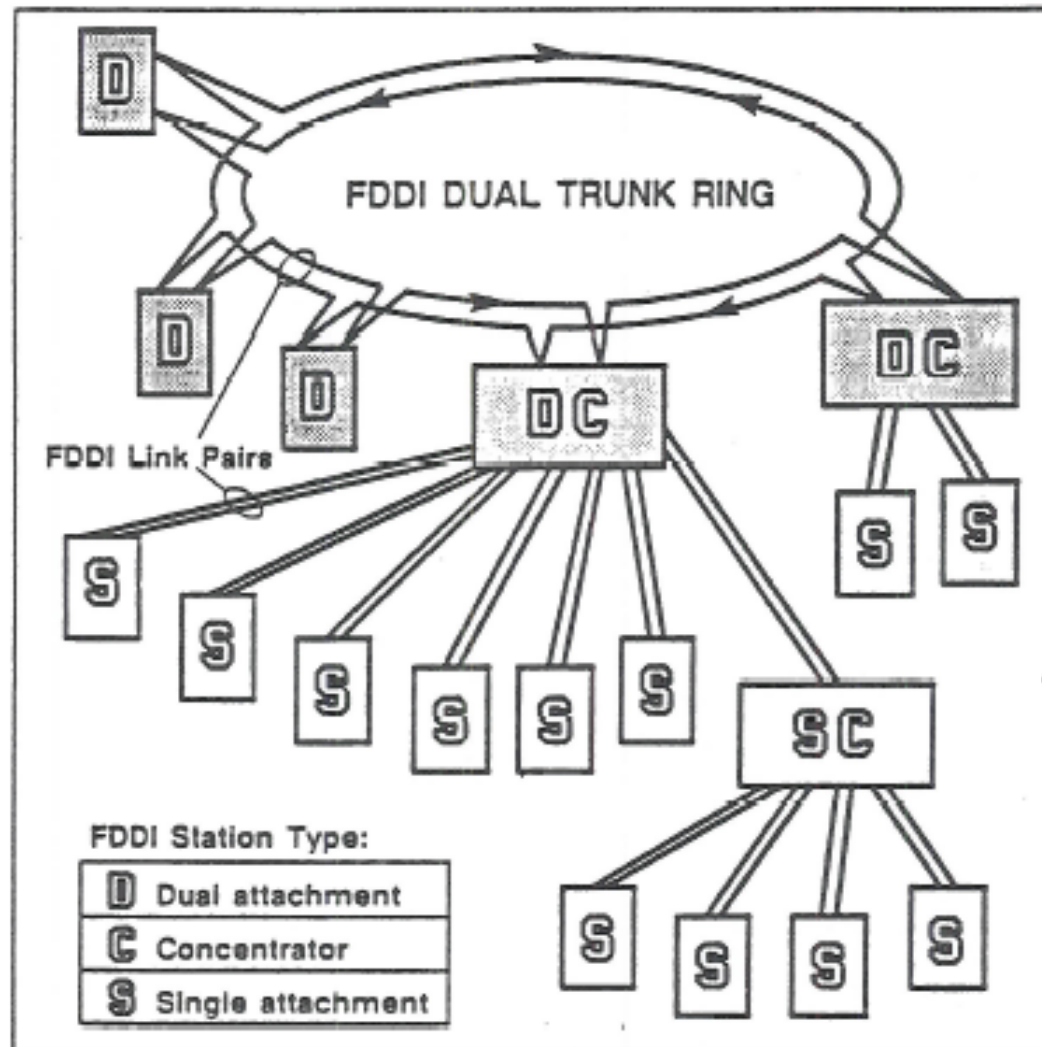 D
FDDI DUAL TRUNK RING
D
D
DC
DC
FDDI Link Pairs
S
S
S
S
S
S
S
S
SC
S
S
S
S
FDDI Station Type:
D Dual attachment
C Concentrator
S Single attachment